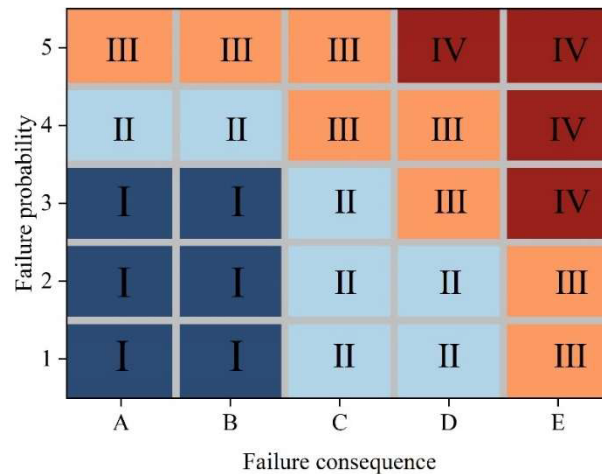 Failure probability
5 III III III IV IV
4 II II III III IV
3 I I II III IV
2 I I II II III
1 I I II II III
A B C D E
Failure consequence